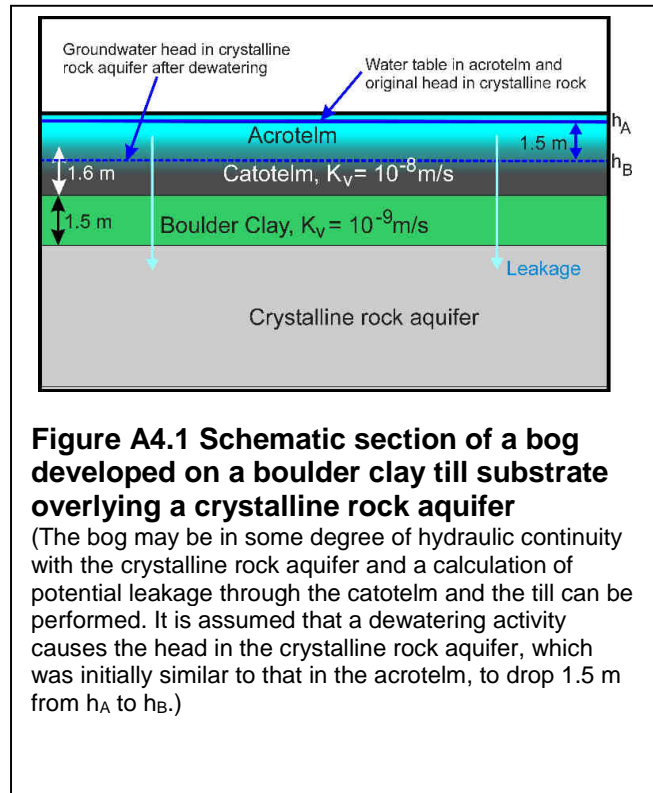 Groundwater head in crystalline
rock aquifer after dewatering
Water table in acrotelm and
original head in crystalline rock
hA
Acrotelm
1.5 m
hB
1.6 m
Catotelm, Kv = 10-8m/s
1.5 m
Boulder Clay, Kv = 10-9m/s
Leakage
Crystalline rock aquifer
Figure A4.1 Schematic section of a bog
developed on a boulder clay till substrate
overlying a crystalline rock aquifer
(The bog may be in some degree of hydraulic continuity
with the crystalline rock aquifer and a calculation of
potential leakage through the catotelm and the till can be
performed. It is assumed that a dewatering activity
causes the head in the crystalline rock aquifer, which
was initially similar to that in the acrotelm, to drop 1.5 m
from hA to hB.)